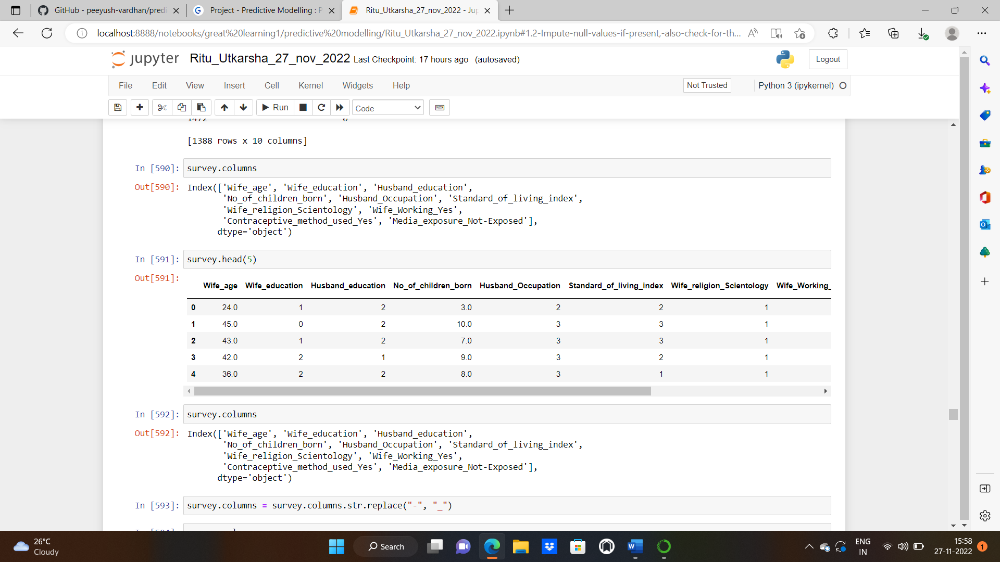 GitHub - peeyush-vardhan/predi
Project - Predictive Modelling : P
Ritu_Utkarsha_27_nov_2022 - Jup
localhost:8888/notebooks/great%20learning1/predictive%20modelling/Ritu_Utkarsha_27_nov_2022.ipynb#1.2-Impute-null-values-if-present,-also-check-for-th...
jupyter Ritu_Utkarsha_27_nov_2022 Last Checkpoint: 17 hours ago (autosaved)
Logout
File Edit View Insert Cell Kernel Widgets Help
Not Trusted
Python 3 (ipykernel)
Run
Code
1472 0
[1388 rows x 10 columns]
In [590]: survey.columns
Out[590]: Index(['Wife_age', 'Wife_education', 'Husband_education',
'No_of_children_born', 'Husband_Occupation', 'Standard_of_living_index',
'Wife_religion_Scientology', 'Wife_Working_Yes',
'Contraceptive_method_used_Yes', 'Media_exposure_Not-Exposed'],
dtype='object')
In [591]: survey.head(5)
Out[591]:
Wife_age Wife_education Husband_education No_of_children_born Husband_Occupation Standard_of_living_index Wife_religion_Scientology Wife_Working_
0 24.0 1 2 3.0 2 2 1
1 45.0 0 2 10.0 3 3 1
2 43.0 1 2 7.0 3 3 1
3 42.0 2 1 9.0 3 2 1
4 36.0 2 2 8.0 3 1 1
In [592]: survey.columns
Out[592]: Index(['Wife_age', 'Wife_education', 'Husband_education',
'No_of_children_born', 'Husband_Occupation', 'Standard_of_living_index',
'Wife_religion_Scientology', 'Wife_Working_Yes',
'Contraceptive_method_used_Yes', 'Media_exposure_Not-Exposed'],
dtype='object')
In [593]: survey.columns = survey.columns.str.replace("-", "_")
26°C
Cloudy
Search
ENG
IN
15:58
27-11-2022
1